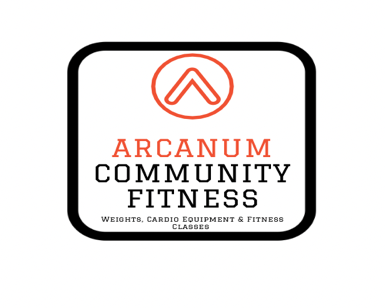 ARCANUM
COMMUNITY
FITNESS
Weights, Cardio Equipment & Fitness
Classes